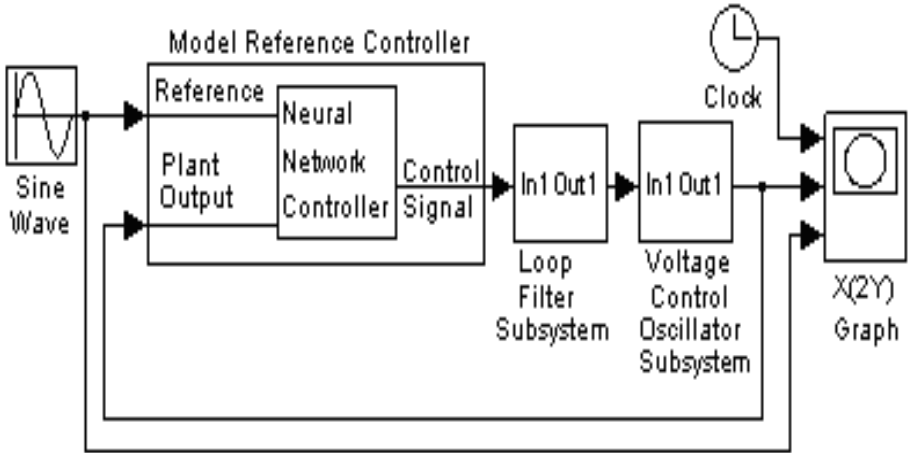 Model Reference Controller
Sine
Wave
Reference
Plant
Output
Neural
Network
Controller
Control
Signal
In1 Out1
Loop
Filter
Subsystem
In1 Out1
Voltage
Control
Oscillator
Subsystem
Clock
X(2Y)
Graph